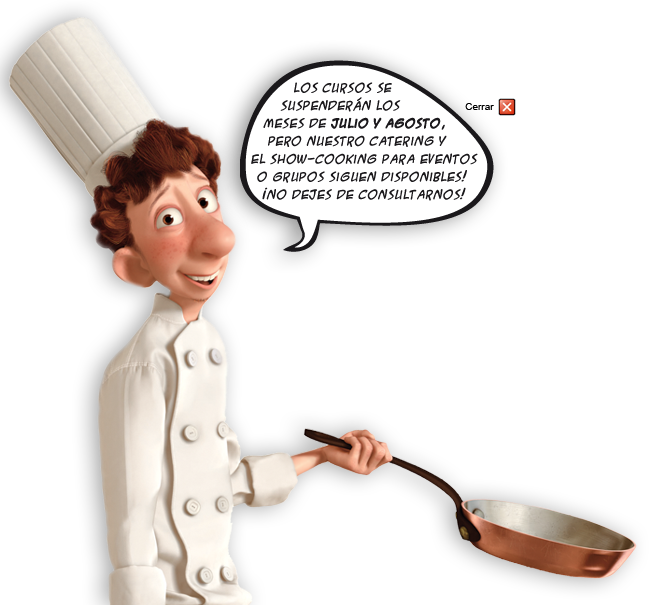 LOS CURSOS SE
SUSPENDERÁN LOS
MESES DE JULIO Y AGOSTO,
PERO NUESTRO CATERING Y
EL SHOW-COOKING PARA EVENTOS
O GRUPOS SIGUEN DISPONIBLES!
¡NO DEJES DE CONSULTARNOS!
Cerrar